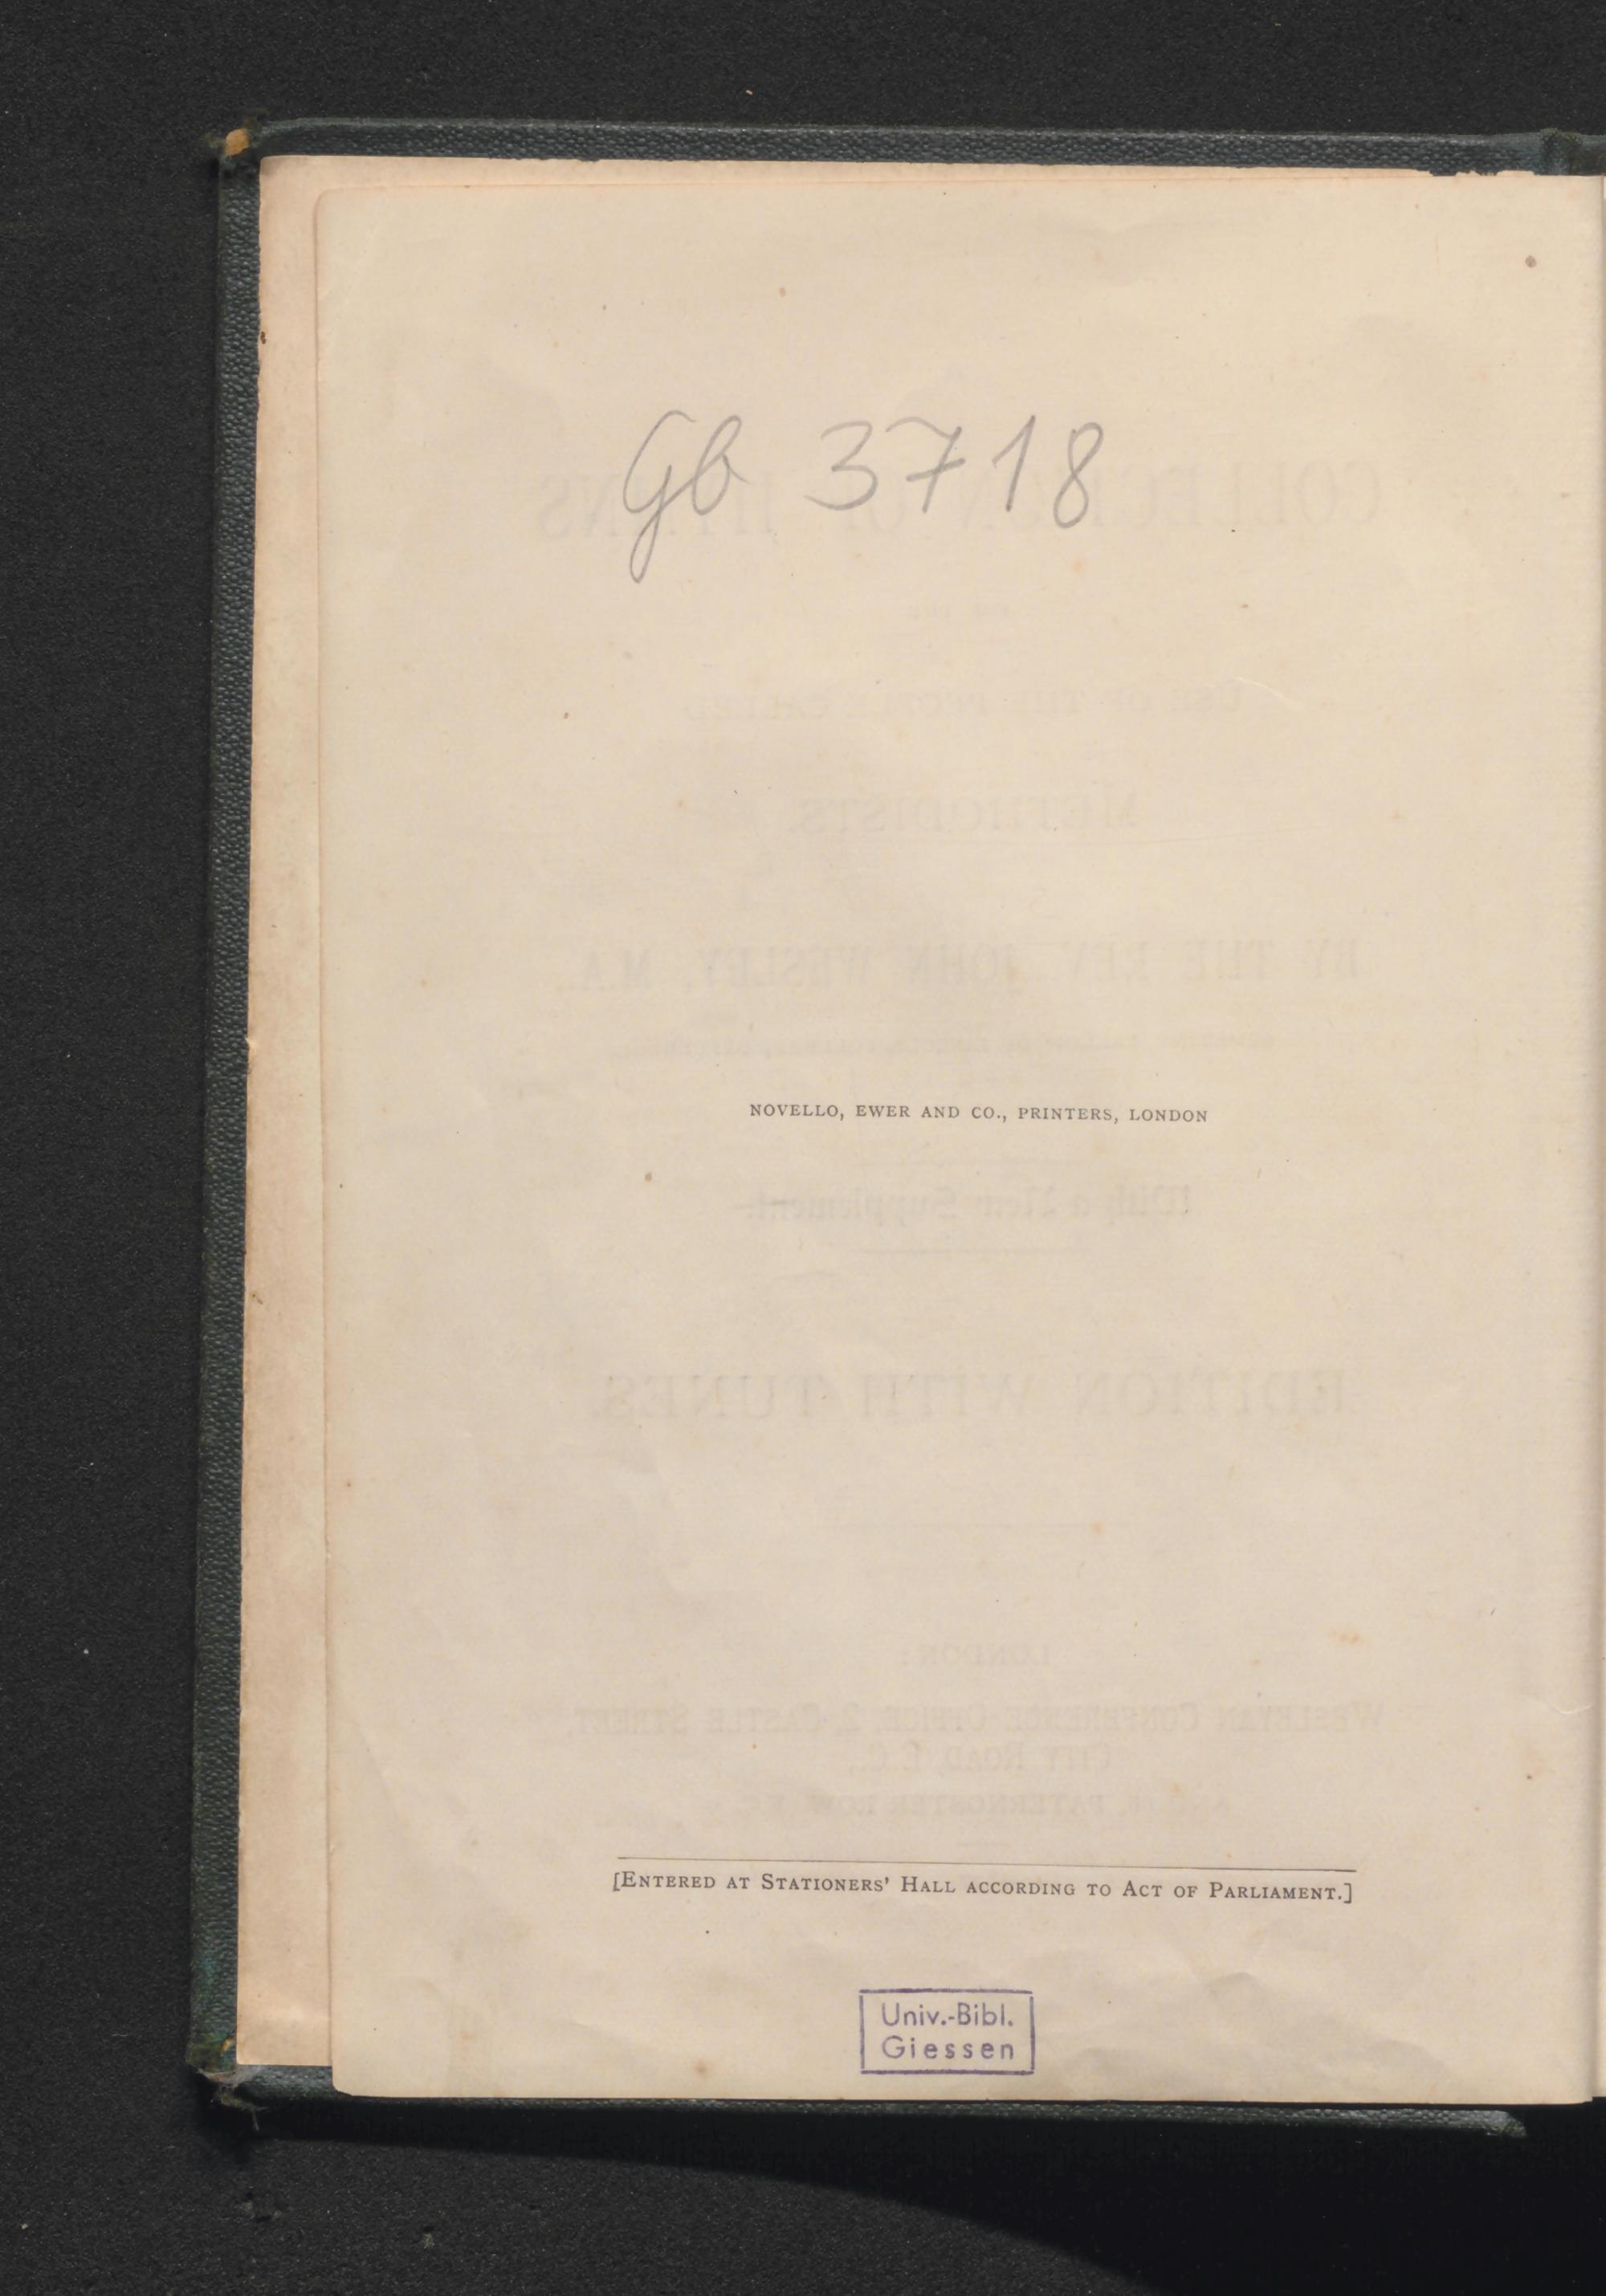 Gb 3718
NOVELLO, EWER AND CO., PRINTERS, LONDON
[ENTERED AT STATIONERS' HALL ACCORDING TO ACT OF PARLIAMENT.]
Univ.-Bibl.
Giessen